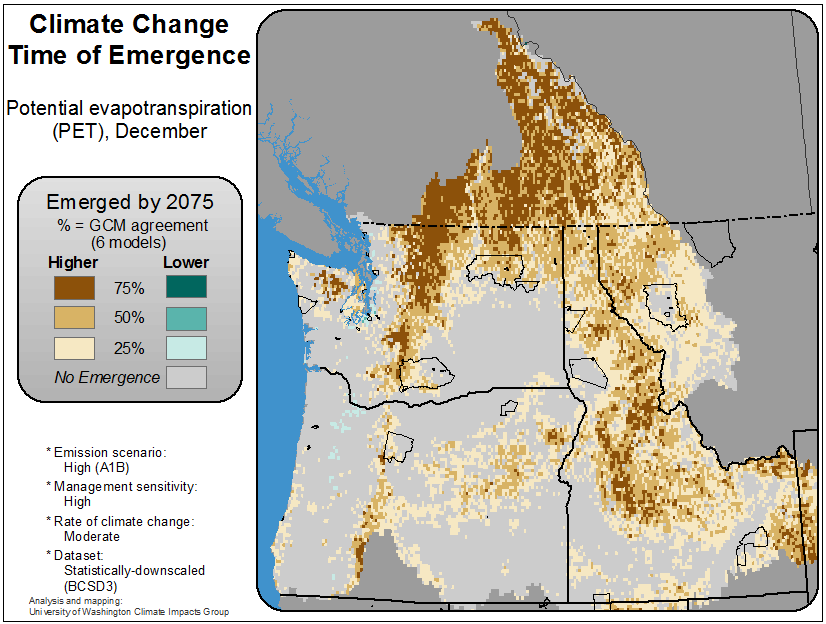 Climate Change
Time of Emergence
Potential evapotranspiration
(PET), December
Emerged by 2075
% = GCM agreement
(6 models)
Higher Lower
75%
50%
25%
No Emergence
* Emission scenario:
High (A1B)
* Management sensitivity:
High
* Rate of climate change:
Moderate
* Dataset:
Statistically-downscaled
(BCSD3)
Analysis and mapping:
University of Washington Climate Impacts Group